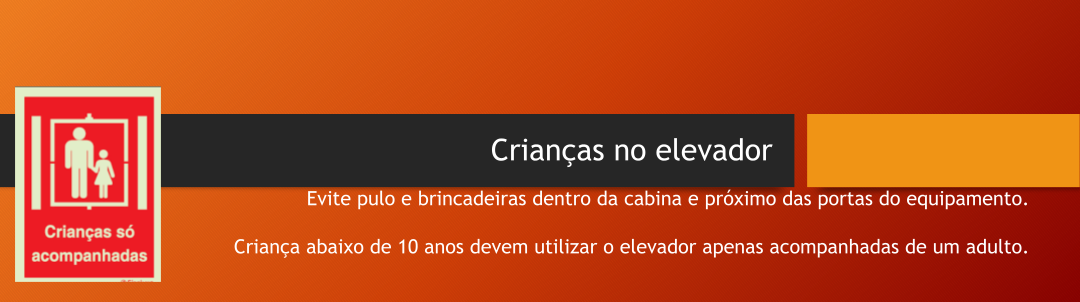 Crianças no elevador
Evite pulo e brincadeiras dentro da cabina e próximo das portas do equipamento.
Criança abaixo de 10 anos devem utilizar o elevador apenas acompanhadas de um adulto.
Crianças só
acompanhadas